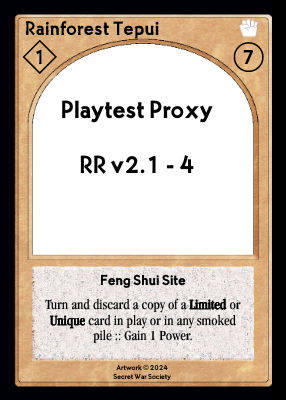 Rainforest Tepui
1
7
Playtest Proxy
RR v2.1 - 4
Feng Shui Site
Turn and discard a copy of a Limited or
Unique card in play or in any smoked
pile :: Gain 1 Power.
Artwork © 2024
Secret War Society